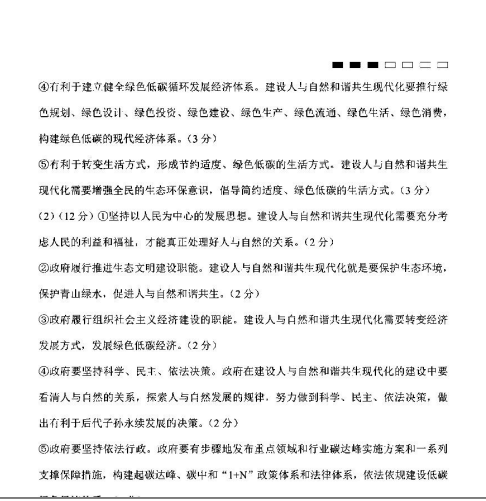 ④有利于建立健全绿色低碳循环发展经济体系。建设人与自然和谐共生现代化要推行绿
色规划、绿色设计、绿色投资、绿色建设、绿色生产、绿色流通、绿色生活、绿色消费，
构建绿色低碳的现代经济体系。（3 分）
⑤有利于转变生活方式，形成节约适度、绿色低碳的生活方式。建设人与自然和谐共生
现代化需要增强全民的生态环保意识，倡导简约适度、绿色低碳的生活方式。（3 分）
（2）（12 分）①坚持以人民为中心的发展思想。建设人与自然和谐共生现代化需要充分考
虑人民的利益和福祉，才能真正处理好人与自然的关系。（2 分）
②政府履行推进生态文明建设职能。建设人与自然和谐共生现代化就是要保护生态环境，
保护青山绿水，促进人与自然和谐共生。（2 分）
③政府履行组织社会主义经济建设的职能。建设人与自然和谐共生现代化需要转变经济
发展方式，发展绿色低碳经济。（2 分）
④政府要坚持科学、民主、依法决策。政府在建设人与自然和谐共生现代化的建设中要
看清人与自然的关系，探索人与自然发展的规律，努力做到科学、民主、依法决策，做
出有利于后代子孙永续发展的决策。（2 分）
⑤政府要坚持依法行政。政府要有步骤地发布重点领域和行业碳达峰实施方案和一系列
支撑保障措施，构建起碳达峰、碳中和“1+N”政策体系和法律体系，依法依规建设低碳